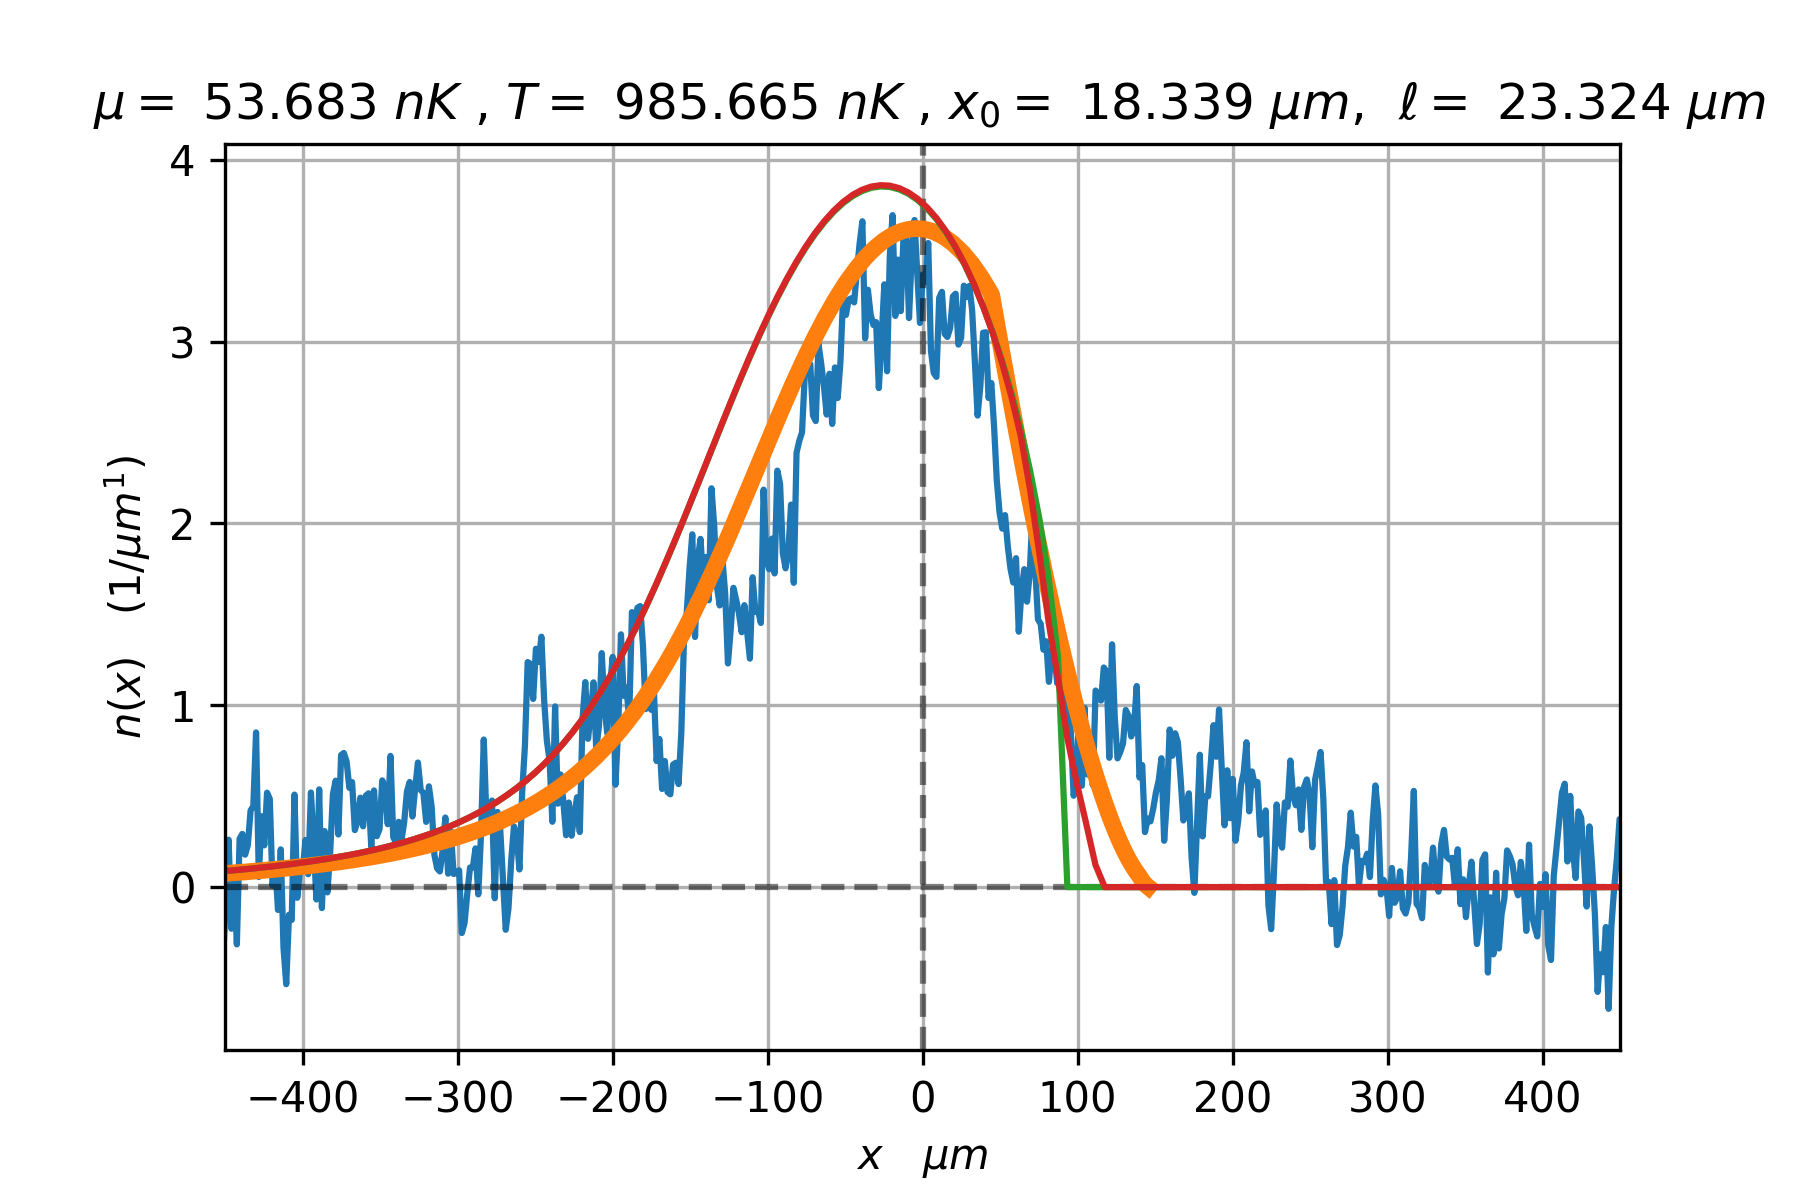 μ = 53.683 nK , T = 985.665 nK , x₀ = 18.339 μm, ℓ = 23.324 μm
4
3
2
1
0
n(x) (1/μm¹)
−400 −300 −200 −100 0 100 200 300 400
x μm